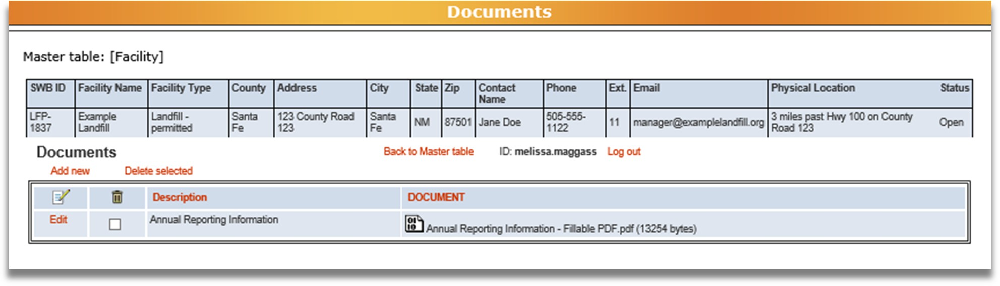 Documents
Master table: [Facility]
SWB ID Facility Name Facility Type County Address City State Zip Contact Name Phone Ext. Email Physical Location Status
LFP-1837 Example Landfill Landfill - permitted Santa Fe 123 County Road 123 Santa Fe NM 87501 Jane Doe 505-555-1122 11 manager@examplelandfill.org 3 miles past Hwy 100 on County Road 123 Open
Documents Back to Master table ID: melissa.maggass Log out
Add new Delete selected
Description DOCUMENT
Edit Annual Reporting Information Annual Reporting Information - Fillable PDF.pdf (13254 bytes)